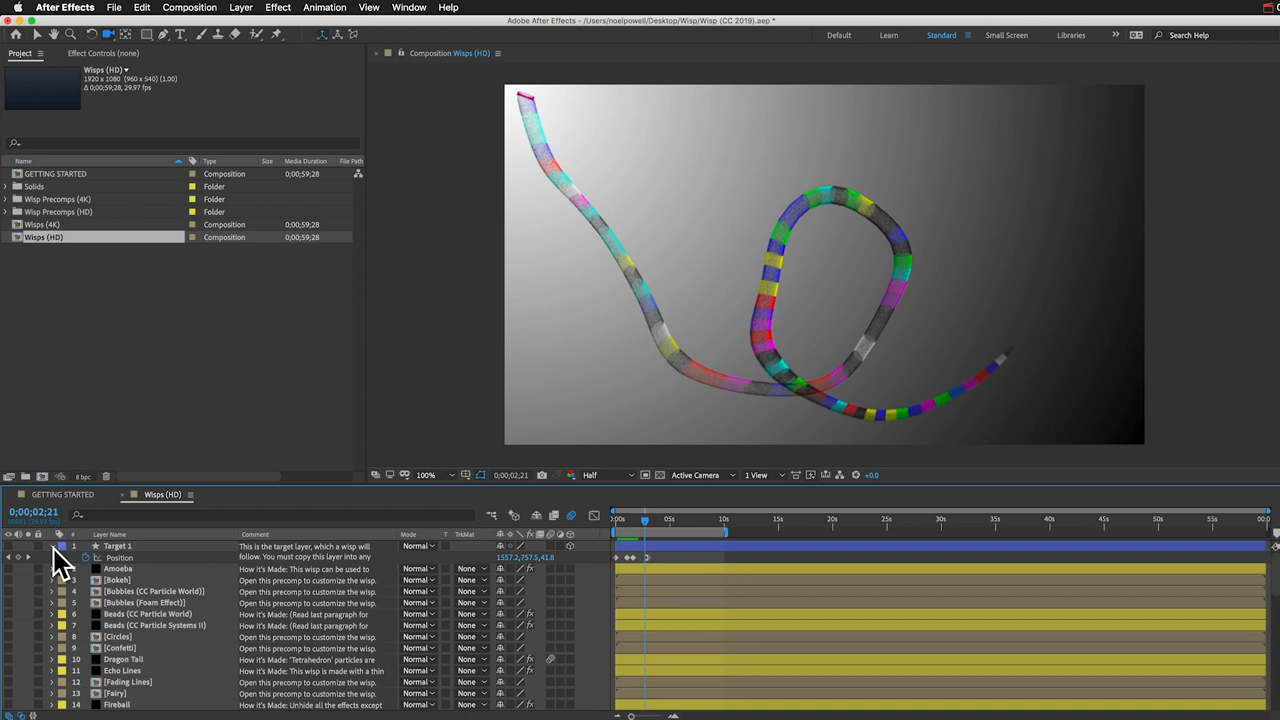 After Effects File Edit Composition Layer Effect Animation View Window Help
Adobe After Effects - /Users/noelpowell/Desktop/Wisp/Wisp (CC 2019).aep *
Default Learn Standard Small Screen Libraries Search Help
Project Effect Controls (none)
Composition Wisps (HD)
Wisps (HD)
1920 x 1080 (960 x 540) (1.00)
Δ 0;00;59;28, 29.97 fps
Name Type Size Media Duration File Path
GETTING STARTED Composition 0;00;59;28
Solids Folder
Wisp Precomps (4K) Folder
Wisp Precomps (HD) Folder
Wisps (4K) Composition 0;00;59;28
Wisps (HD) Composition 0;00;59;28
8 bpc
100% 0;00;02;21 Half Active Camera 1 View +0.0
GETTING STARTED Wisps (HD)
0;00;02;21
00081 (29.97 fps)
:00s 05s 10s 15s 20s 25s 30s 35s 40s 45s 50s 55s 1:0
# Layer Name Comment Mode T TrkMat
1 Target 1 This is the target layer, which a wisp will Normal
Position follow. You must copy this layer into any 1557.2,757.5,41.8
Amoeba How it's Made: This wisp can be used to Normal None
3 [Bokeh] Open this precomp to customize the wisp. Normal None
4 [Bubbles (CC Particle World)] Open this precomp to customize the wisp. Normal None
5 [Bubbles (Foam Effect)] Open this precomp to customize the wisp. Normal None
6 Beads (CC Particle World) How it's Made: (Read last paragraph for Normal None
7 Beads (CC Particle Systems II) How it's Made: (Read last paragraph for Normal None
8 [Circles] Open this precomp to customize the wisp. Normal None
9 [Confetti] Open this precomp to customize the wisp. Normal None
10 Dragon Tail How it's Made: 'Tetrahedron' particles are Normal None
11 Echo Lines How it's Made: This wisp is made with a thin Normal None
12 [Fading Lines] Open this precomp to customize the wisp. Normal None
13 [Fairy] Open this precomp to customize the wisp. Normal None
14 Fireball How it's Made: Unhide all the effects except Normal None